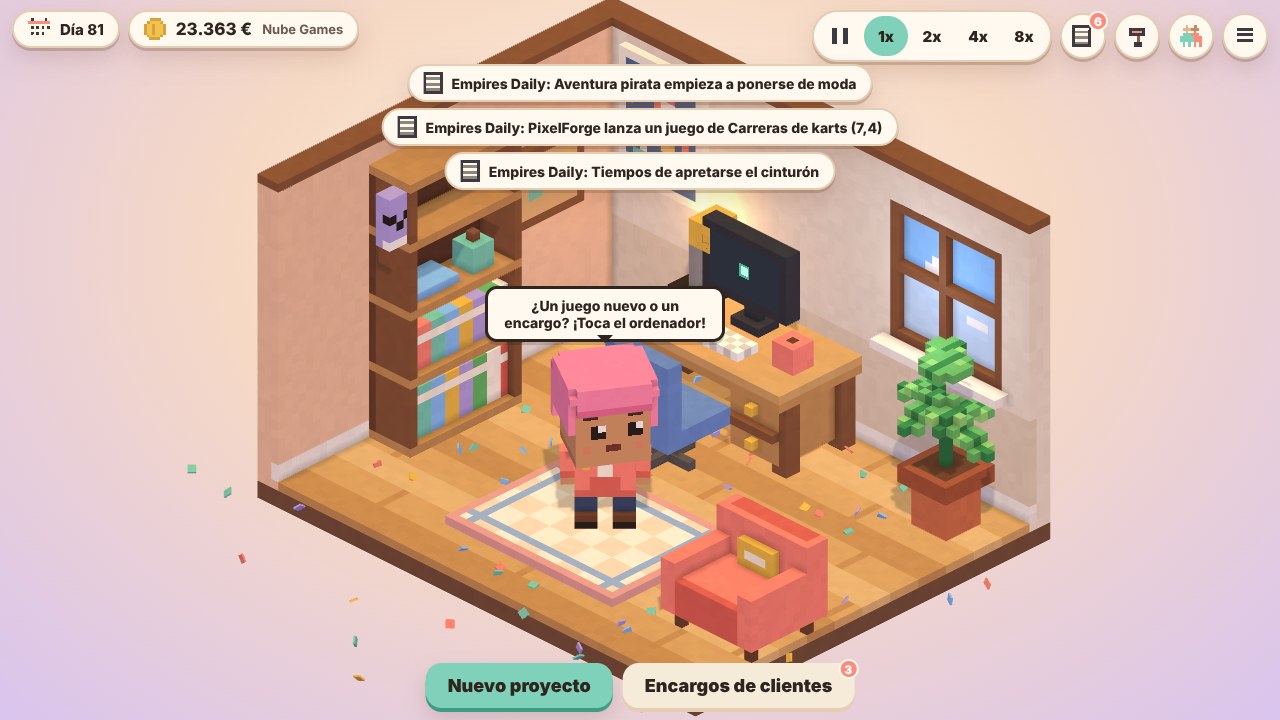 Día 81
23.363 €
Nube Games
1x
2x
4x
8x
6
Empires Daily: Aventura pirata empieza a ponerse de moda
Empires Daily: PixelForge lanza un juego de Carreras de karts (7,4)
Empires Daily: Tiempos de apretarse el cinturón
¿Un juego nuevo o un
encargo? ¡Toca el ordenador!
Nuevo proyecto
Encargos de clientes
3